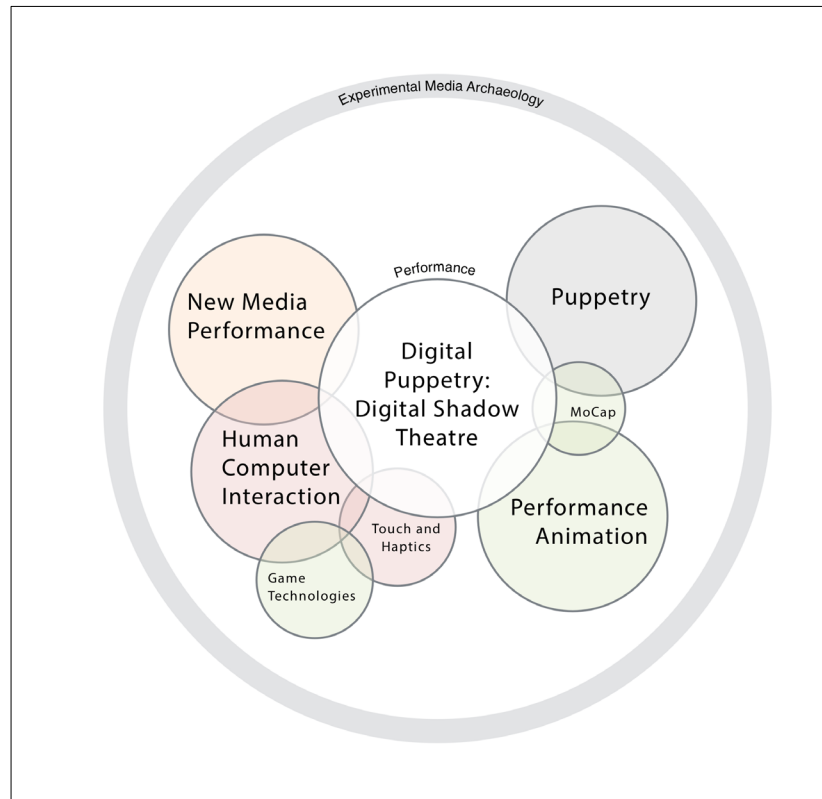 Experimental Media Archaeology
Performance
New Media
Performance
Puppetry
Digital
Puppetry:
Digital Shadow
Theatre
MoCap
Human
Computer
Interaction
Performance
Animation
Touch and
Haptics
Game
Technologies